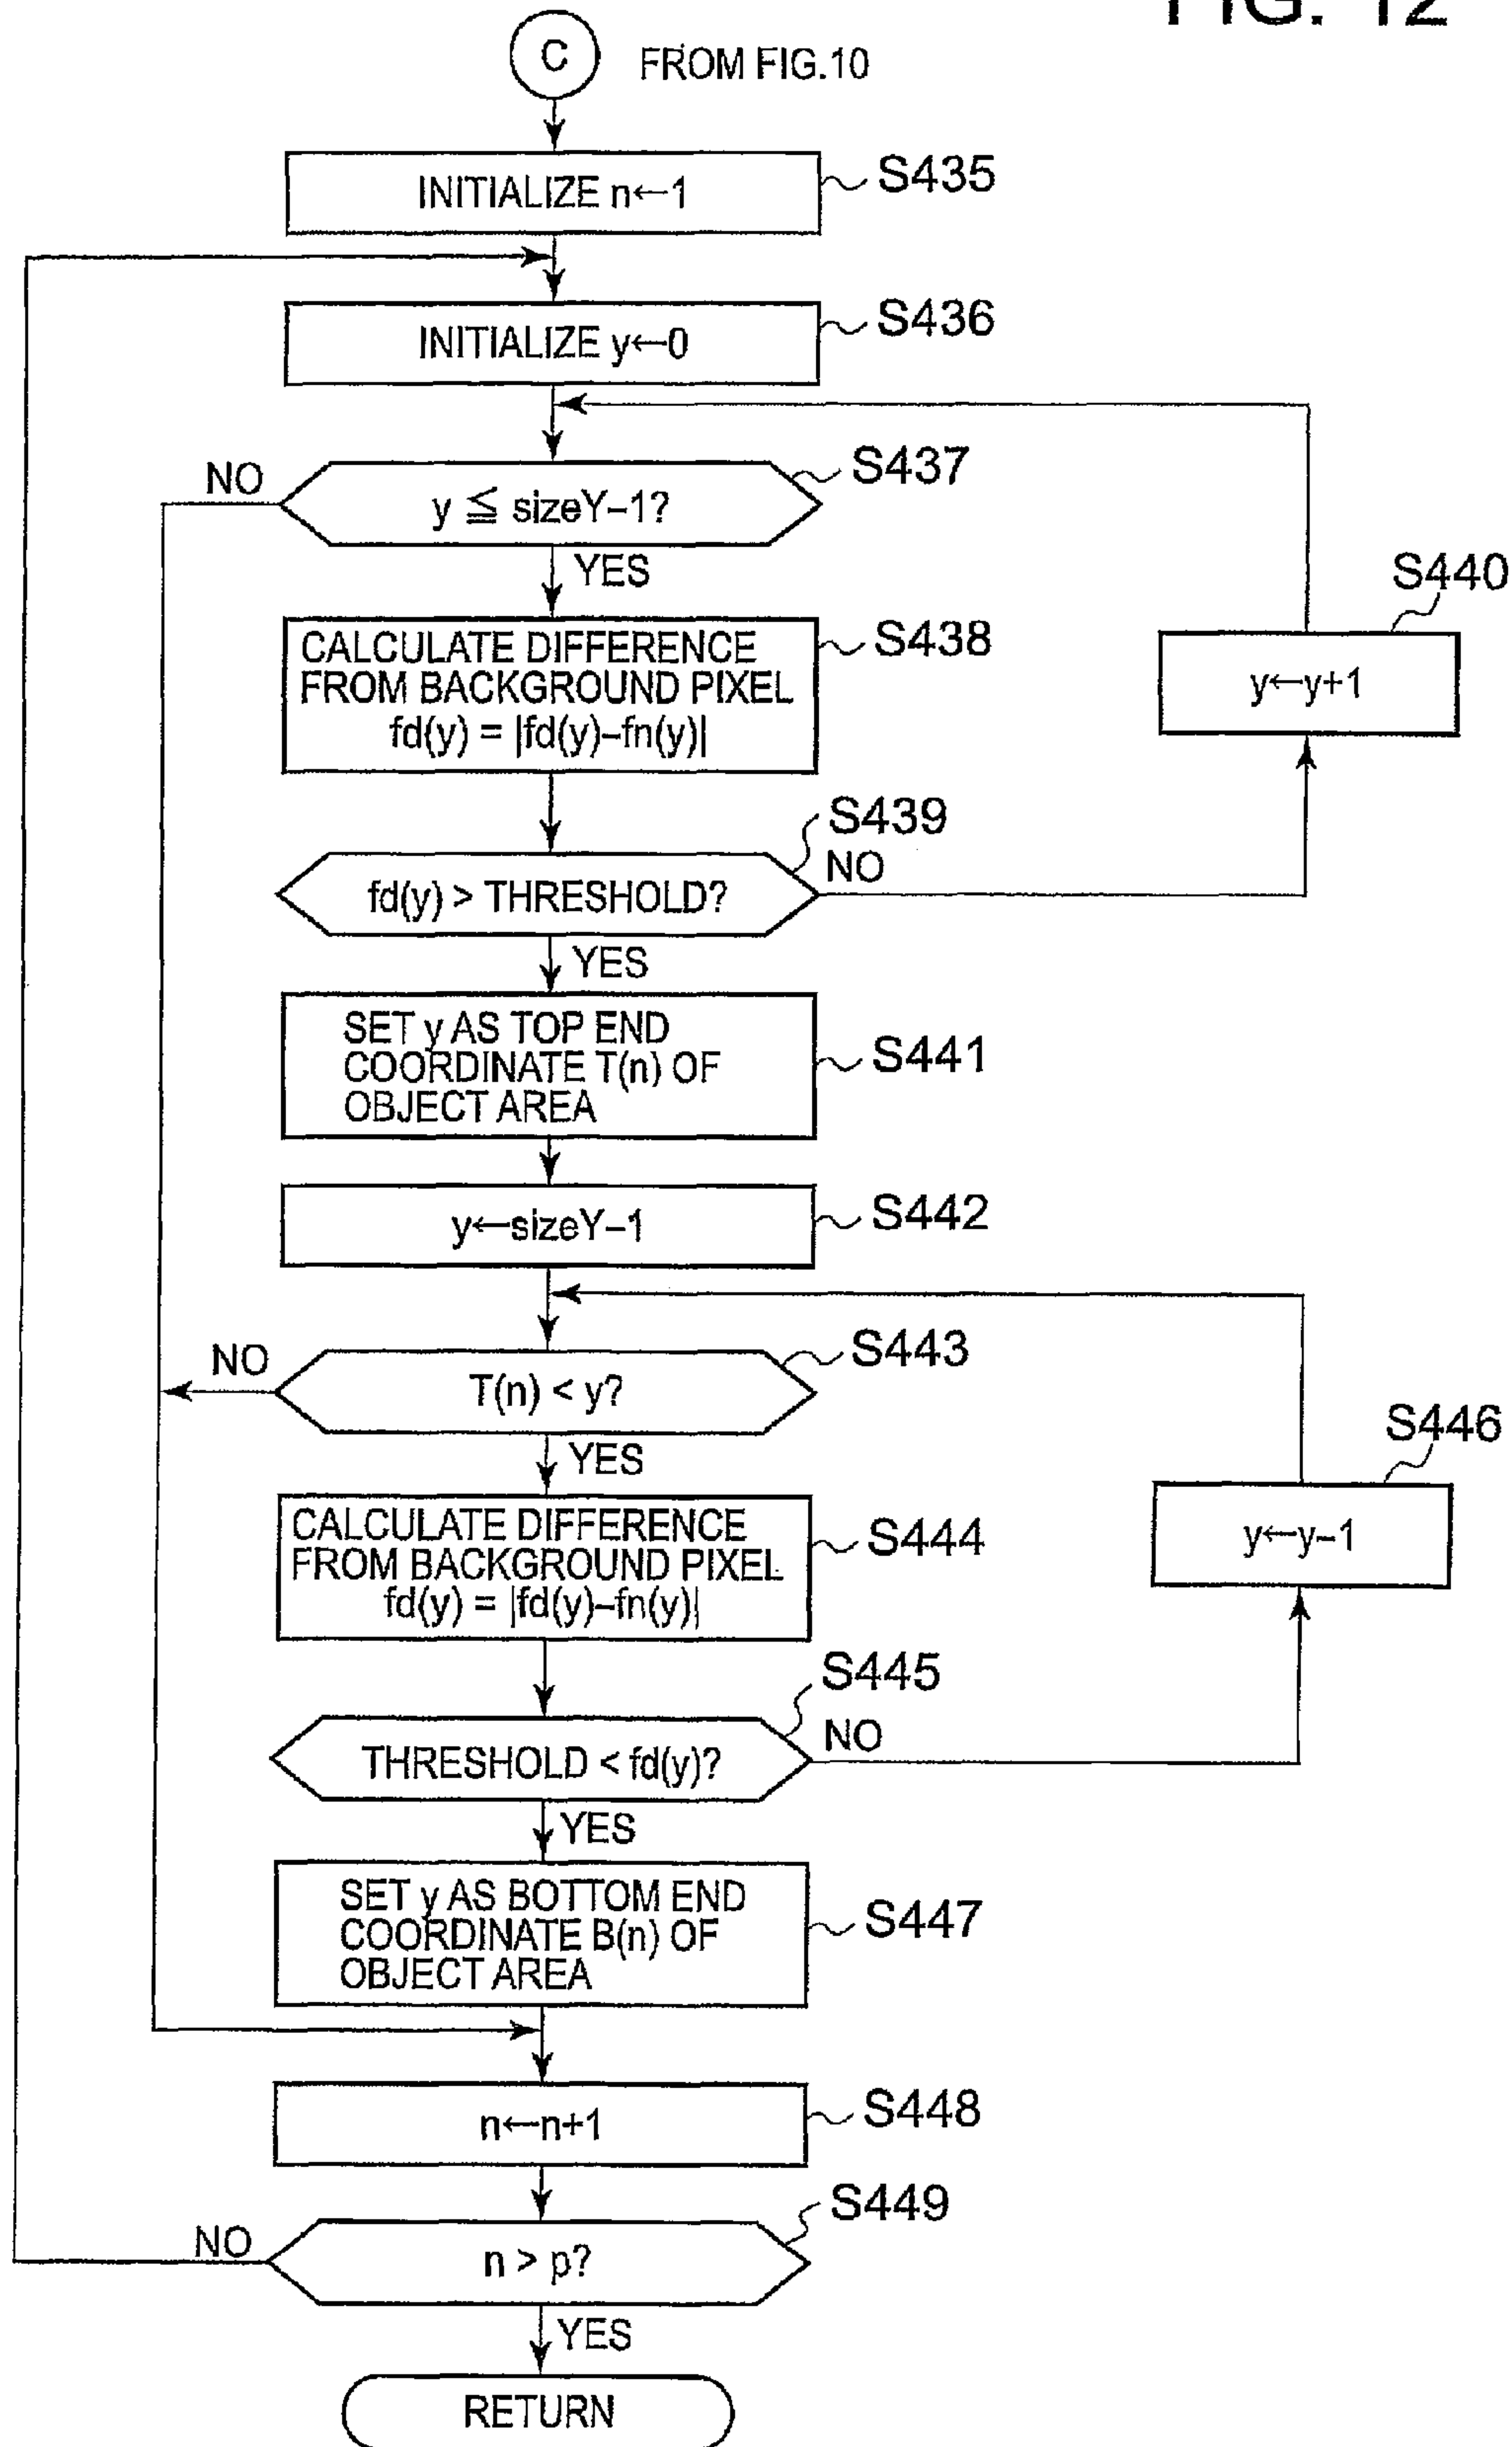 FIG. 12
C
FROM FIG.10
INITIALIZE n←1
S435
INITIALIZE y←0
S436
y ≦ sizeY−1?
S437
NO
YES
CALCULATE DIFFERENCE
FROM BACKGROUND PIXEL
fd(y) = |fd(y)−fn(y)|
S438
S440
y←y+1
S439
fd(y) > THRESHOLD?
NO
YES
SET y AS TOP END
COORDINATE T(n) OF
OBJECT AREA
S441
y←sizeY−1
S442
S443
NO
T(n) < y?
YES
CALCULATE DIFFERENCE
FROM BACKGROUND PIXEL
fd(y) = |fd(y)−fn(y)|
S444
S446
y←y−1
S445
THRESHOLD < fd(y)?
NO
YES
SET y AS BOTTOM END
COORDINATE B(n) OF
OBJECT AREA
S447
n←n+1
S448
S449
NO
n > p?
YES
RETURN